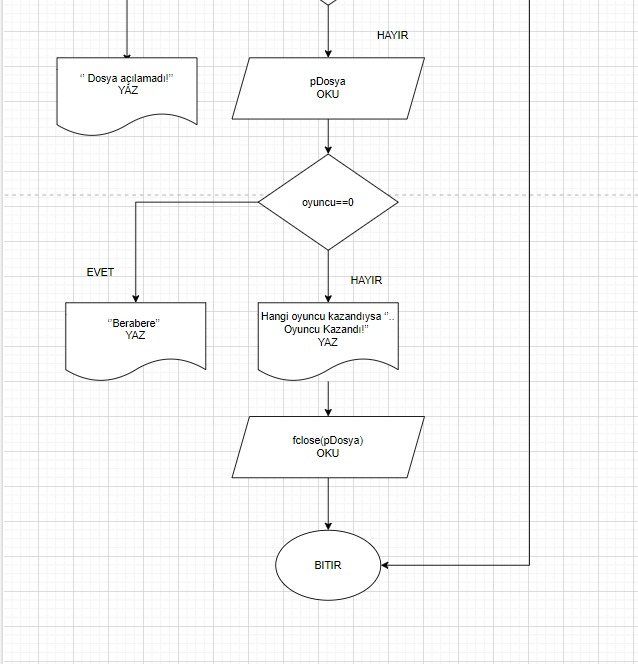 HAYIR
“ Dosya açılamadı!”
YAZ
pDosya
OKU
oyuncu==0
EVET
HAYIR
“Berabere”
YAZ
Hangi oyuncu kazandıysa “..
Oyuncu Kazandı!”
YAZ
fclose(pDosya)
OKU
BITIR